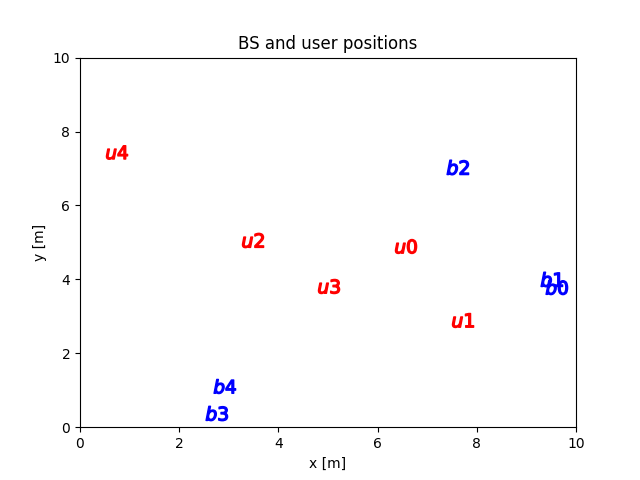 BS and user positions
10
8
6
4
2
0
y [m]
u4
b2
u2
u0
b1
b0
u3
u1
b4
b3
0 2 4 6 8 10
x [m]